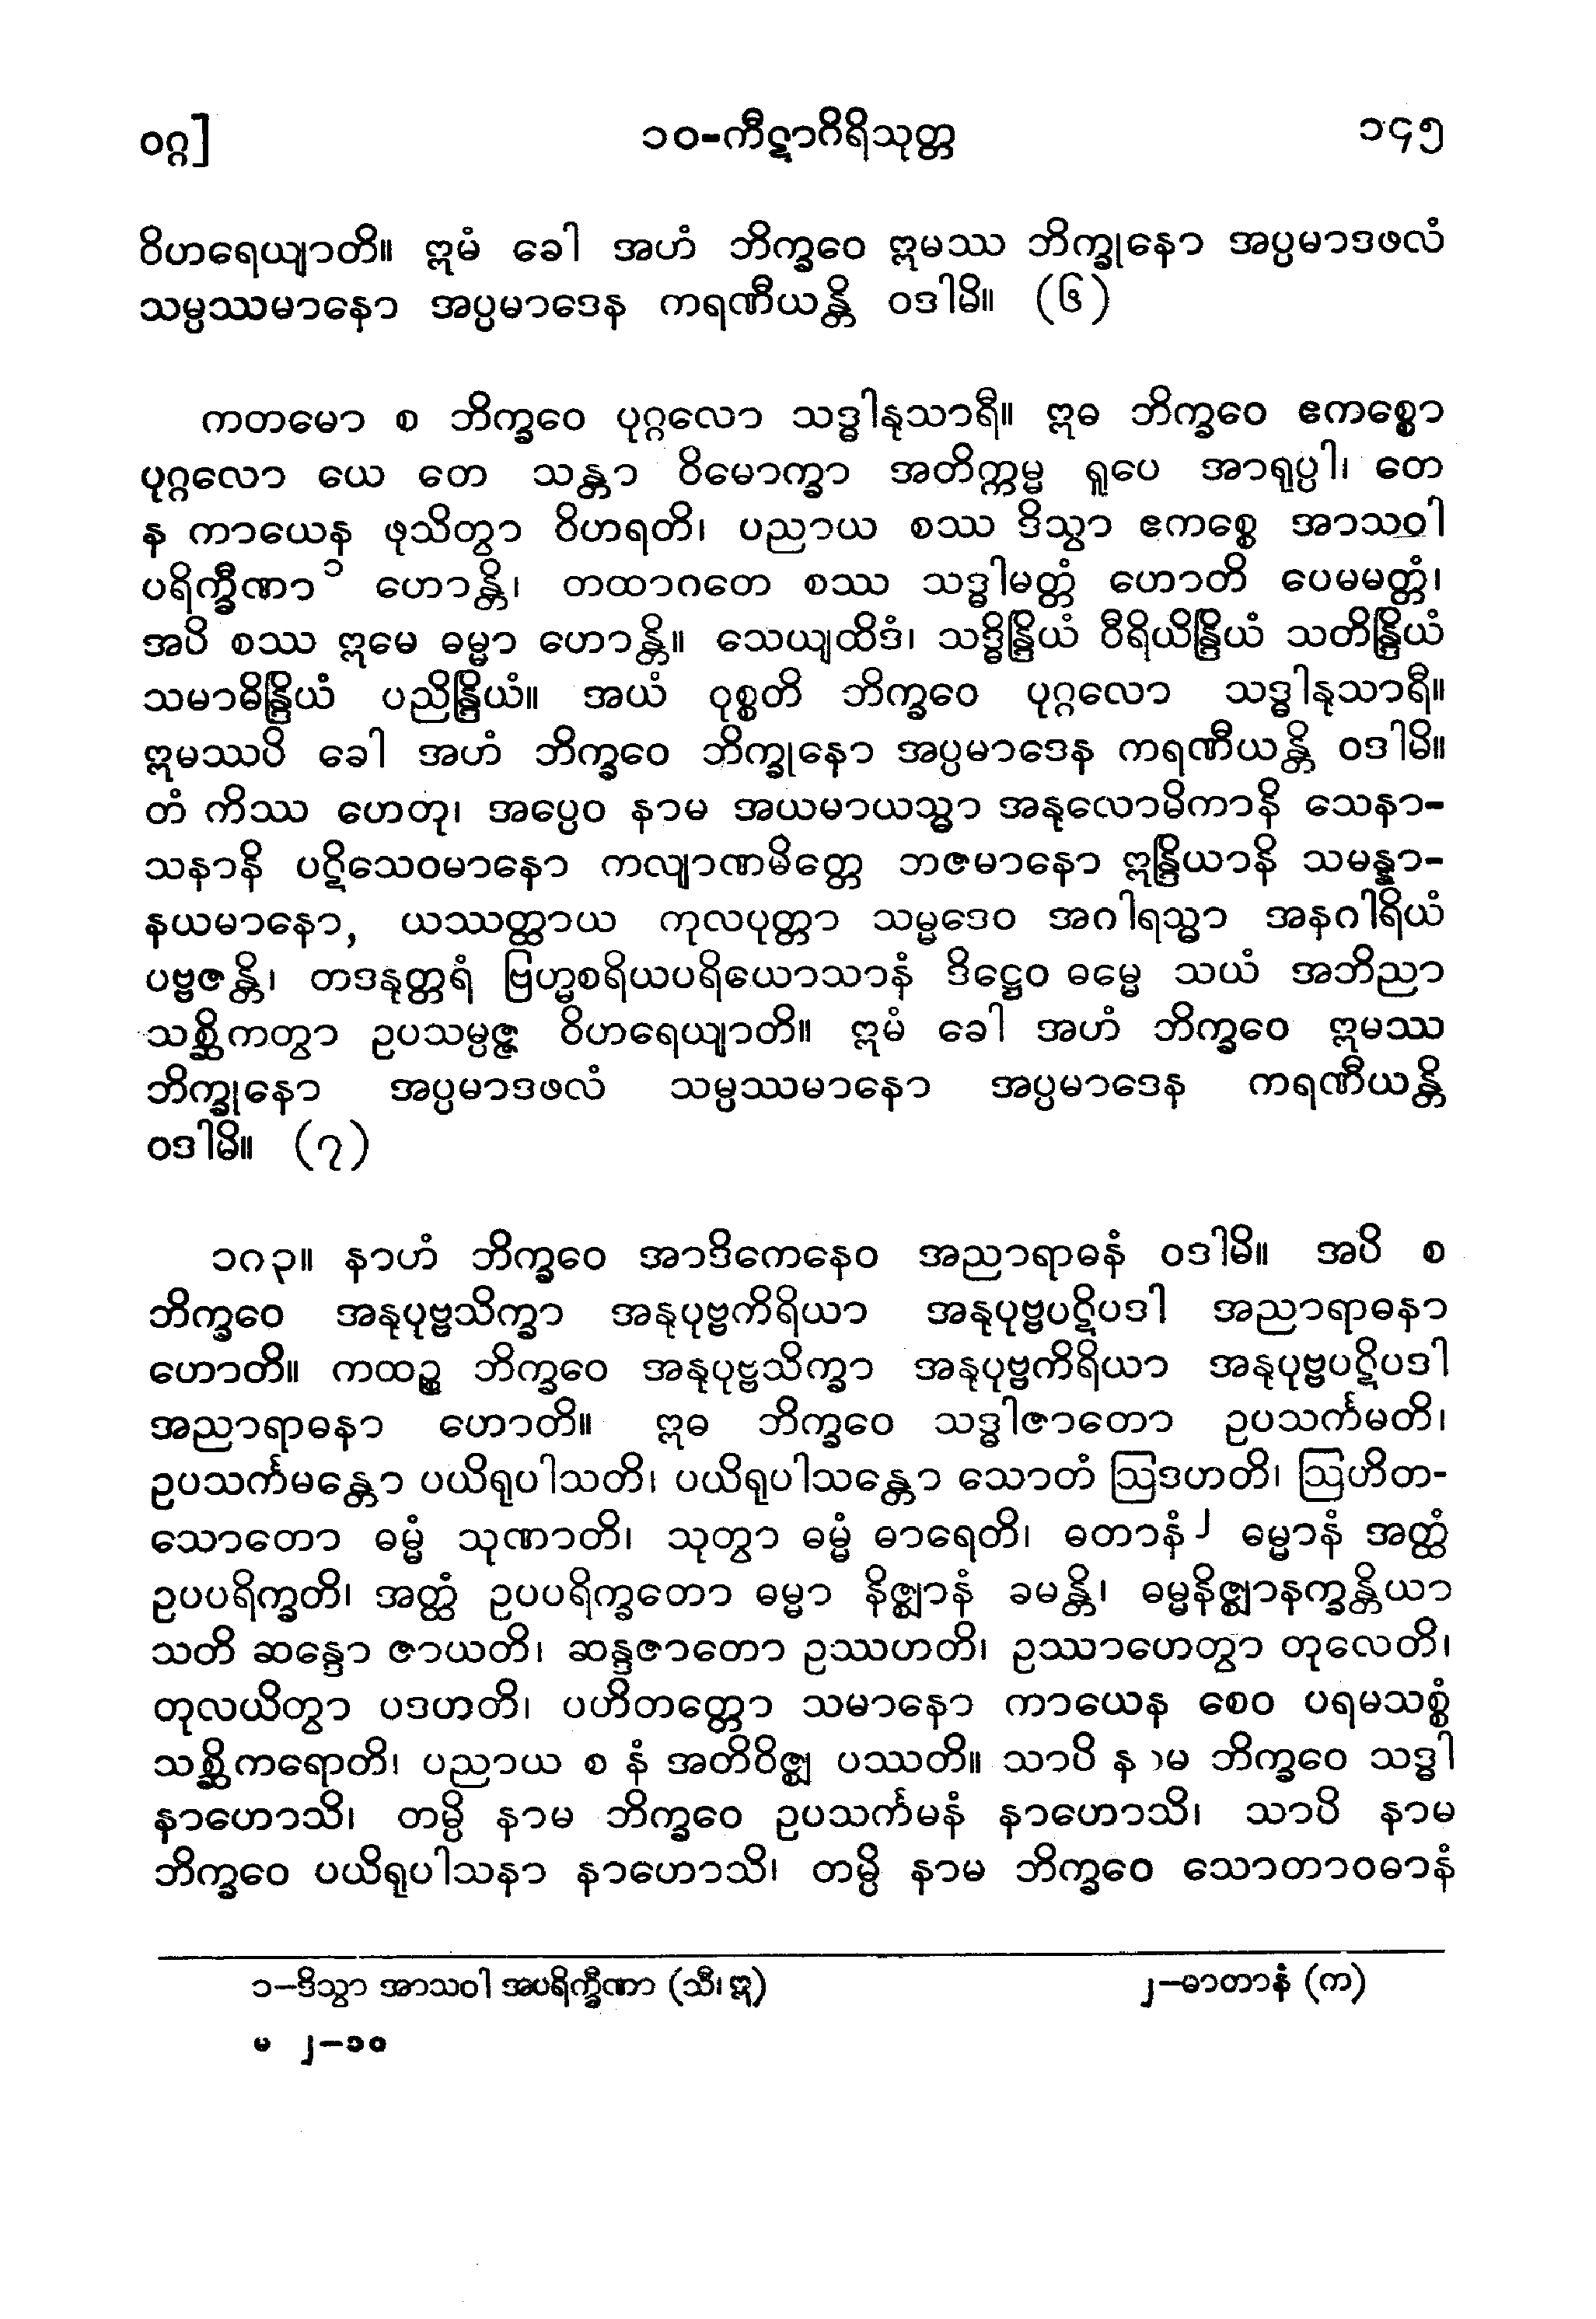 ဝဂ္ဂ]
၁၀-ကီဋာဂိရိသုတ္တ
၁၄၅
ဝိဟရေယျာတိ။ ဣမံ ခေါ အဟံ ဘိက္ခဝေ ဣမဿ ဘိက္ခုနော အပ္ပမာဒဖလံ
သမ္ပဿမာနော အပ္ပမာဒေန ကရဏီယန္တိ ဝဒါမိ။ (၆)
ကတမော စ ဘိက္ခဝေ ပုဂ္ဂလော သဒ္ဓါနုသာရီ။ ဣဓ ဘိက္ခဝေ ဧကစ္စော
ပုဂ္ဂလော ယေ တေ သန္တာ ဝိမောက္ခာ အတိက္ကမ္မ ရူပေ အာရုပ္ပါ၊ တေ
န ကာယေန ဖုသိတွာ ဝိဟရတိ၊ ပညာယ စဿ ဒိသွာ ဧကစ္စေ အာသဝါ
ပရိက္ခီဏာ၁ ဟောန္တိ၊ တထာဂတေ စဿ သဒ္ဓါမတ္တံ ဟောတိ ပေမမတ္တံ၊
အပိ စဿ ဣမေ ဓမ္မာ ဟောန္တိ။ သေယျထိဒံ၊ သဒ္ဓိန္ဒြိယံ ဝီရိယိန္ဒြိယံ သတိန္ဒြိယံ
သမာဓိန္ဒြိယံ ပညိန္ဒြိယံ။ အယံ ဝုစ္စတိ ဘိက္ခဝေ ပုဂ္ဂလော သဒ္ဓါနုသာရီ။
ဣမဿပိ ခေါ အဟံ ဘိက္ခဝေ ဘိက္ခုနော အပ္ပမာဒေန ကရဏီယန္တိ ဝဒါမိ။
တံ ကိဿ ဟေတု၊ အပ္ပေဝ နာမ အယမာယသ္မာ အနုလောမိကာနိ သေနာ-
သနာနိ ပဋိသေဝမာနော ကလျာဏမိတ္တေ ဘဇမာနော ဣန္ဒြိယာနိ သမန္နာ-
နယမာနော, ယဿတ္ထာယ ကုလပုတ္တာ သမ္မဒေဝ အဂါရသ္မာ အနဂါရိယံ
ပဗ္ဗဇန္တိ၊ တဒနုတ္တရံ ဗြဟ္မစရိယပရိယောသာနံ ဒိဋ္ဌေဝ ဓမ္မေ သယံ အဘိညာ
သစ္ဆိကတွာ ဥပသမ္ပဇ္ဇ ဝိဟရေယျာတိ။ ဣမံ ခေါ အဟံ ဘိက္ခဝေ ဣမဿ
ဘိက္ခုနော အပ္ပမာဒဖလံ သမ္ပဿမာနော အပ္ပမာဒေန ကရဏီယန္တိ
ဝဒါမိ။ (၇)
၁၈၃။ နာဟံ ဘိက္ခဝေ အာဒိကေနေဝ အညာရာဓနံ ဝဒါမိ။ အပိ စ
ဘိက္ခဝေ အနုပုဗ္ဗသိက္ခာ အနုပုဗ္ဗကိရိယာ အနုပုဗ္ဗပဋိပဒါ အညာရာဓနာ
ဟောတိ။ ကထဉ္စ ဘိက္ခဝေ အနုပုဗ္ဗသိက္ခာ အနုပုဗ္ဗကိရိယာ အနုပုဗ္ဗပဋိပဒါ
အညာရာဓနာ ဟောတိ။ ဣဓ ဘိက္ခဝေ သဒ္ဓါဇာတော ဥပသင်္ကမတိ၊
ဥပသင်္ကမန္တော ပယိရုပါသတိ၊ ပယိရုပါသန္တော သောတံ ဩဒဟတိ၊ ဩဟိတ-
သောတော ဓမ္မံ သုဏာတိ၊ သုတွာ ဓမ္မံ ဓာရေတိ၊ ဓတာနံ၂ ဓမ္မာနံ အတ္ထံ
ဥပပရိက္ခတိ၊ အတ္ထံ ဥပပရိက္ခတော ဓမ္မာ နိဇ္ဈာနံ ခမန္တိ၊ ဓမ္မနိဇ္ဈာနက္ခန္တိယာ
သတိ ဆန္ဒော ဇာယတိ၊ ဆန္ဒဇာတော ဥဿဟတိ၊ ဥဿာဟေတွာ တုလေတိ၊
တုလယိတွာ ပဒဟတိ၊ ပဟိတတ္တော သမာနော ကာယေန စေဝ ပရမသစ္စံ
သစ္ဆိကရောတိ၊ ပညာယ စ နံ အတိဝိဇ္ဈ ပဿတိ။ သာပိ နာမ ဘိက္ခဝေ သဒ္ဓါ
နာဟောသိ၊ တမ္ပိ နာမ ဘိက္ခဝေ ဥပသင်္ကမနံ နာဟောသိ၊ သာပိ နာမ
ဘိက္ခဝေ ပယိရုပါသနာ နာဟောသိ၊ တမ္ပိ နာမ ဘိက္ခဝေ သောတာဝဓာနံ
၁-ဒိသွာ အာသဝါ အပရိက္ခီဏာ (သီ၊ ဣ)
၂-ဓာတာနံ (က)
မ ၂-၁၀